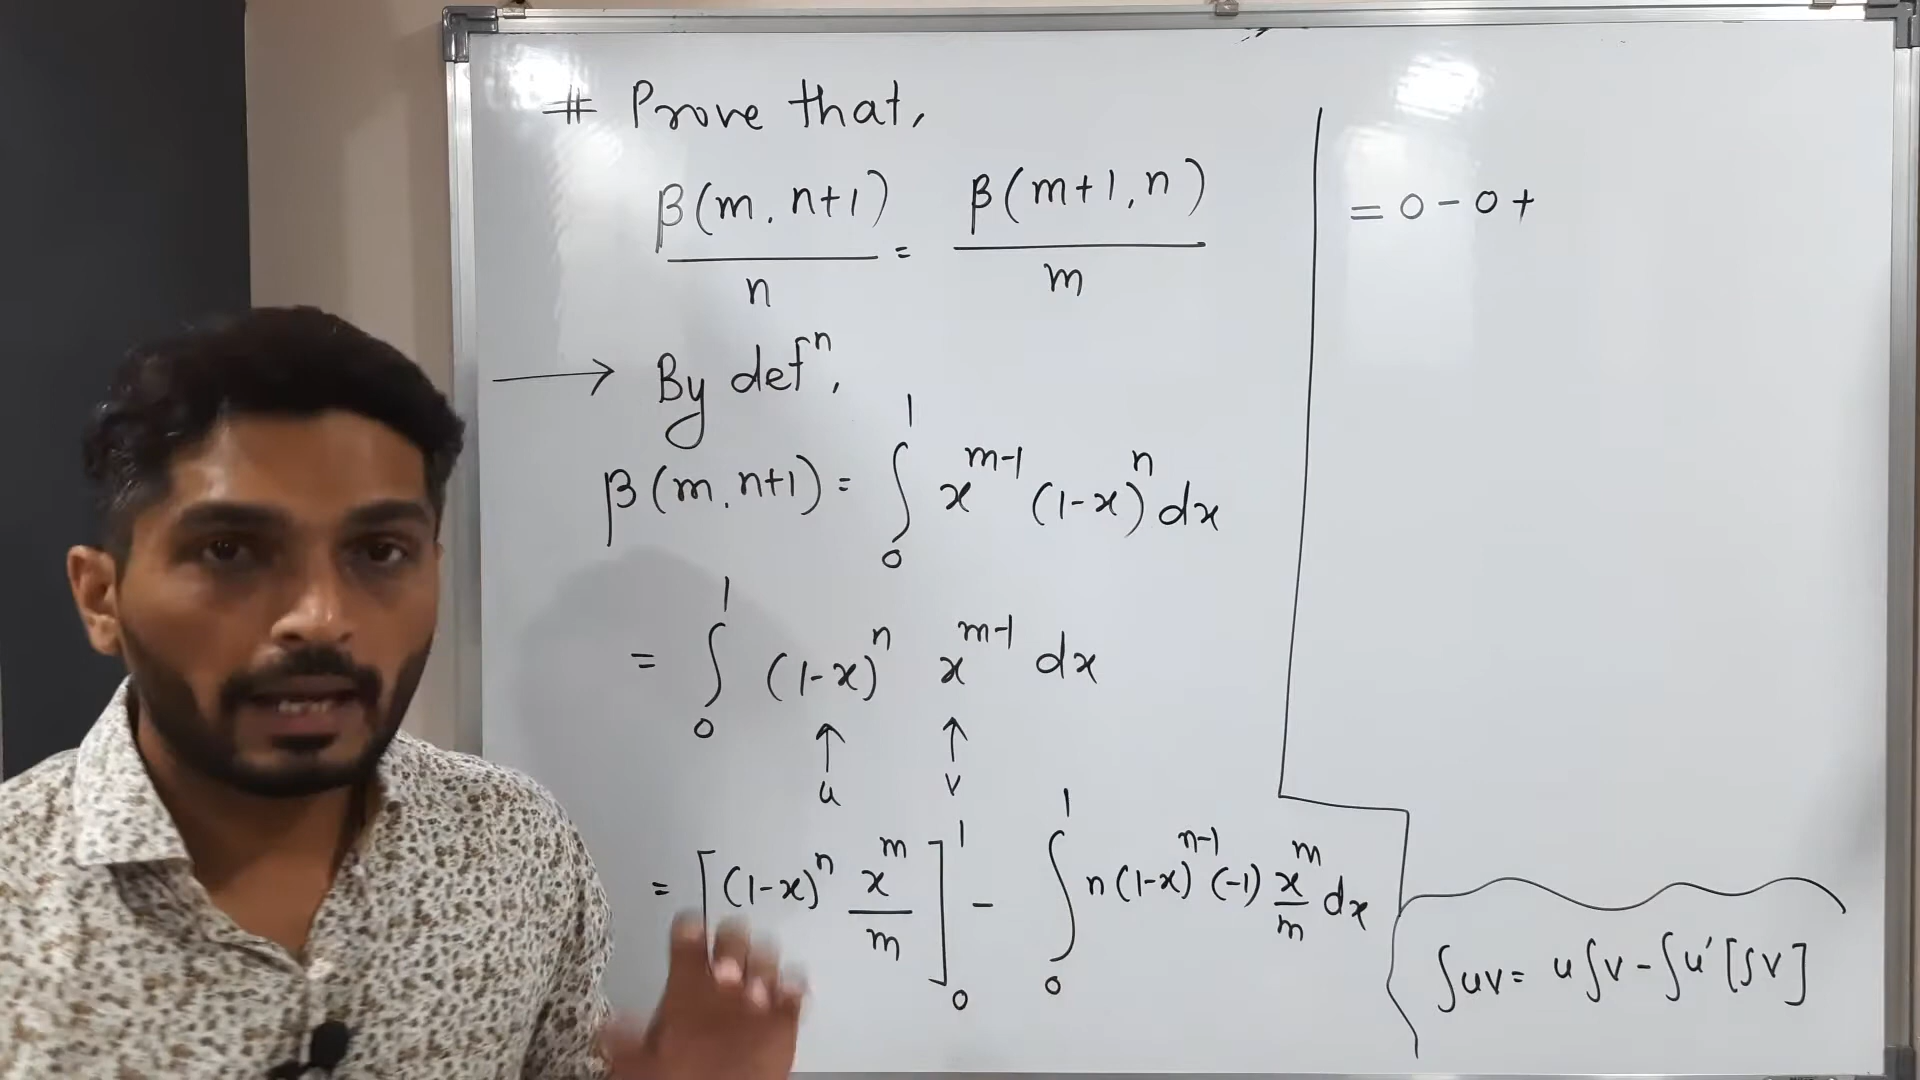 # Prove that,
β(m, n+1)/n = β(m+1, n)/m
→ By defⁿ,
β(m, n+1) = ∫₀¹ x^(m-1) (1-x)^n dx
= ∫₀¹ (1-x)^n x^(m-1) dx
↑ ↑
u v
= [(1-x)^n x^m/m]₀¹ - ∫₀¹ n(1-x)^(n-1) (-1) x^m/m dx
= 0 - 0 +
∫uv = u∫v - ∫u' [∫v]